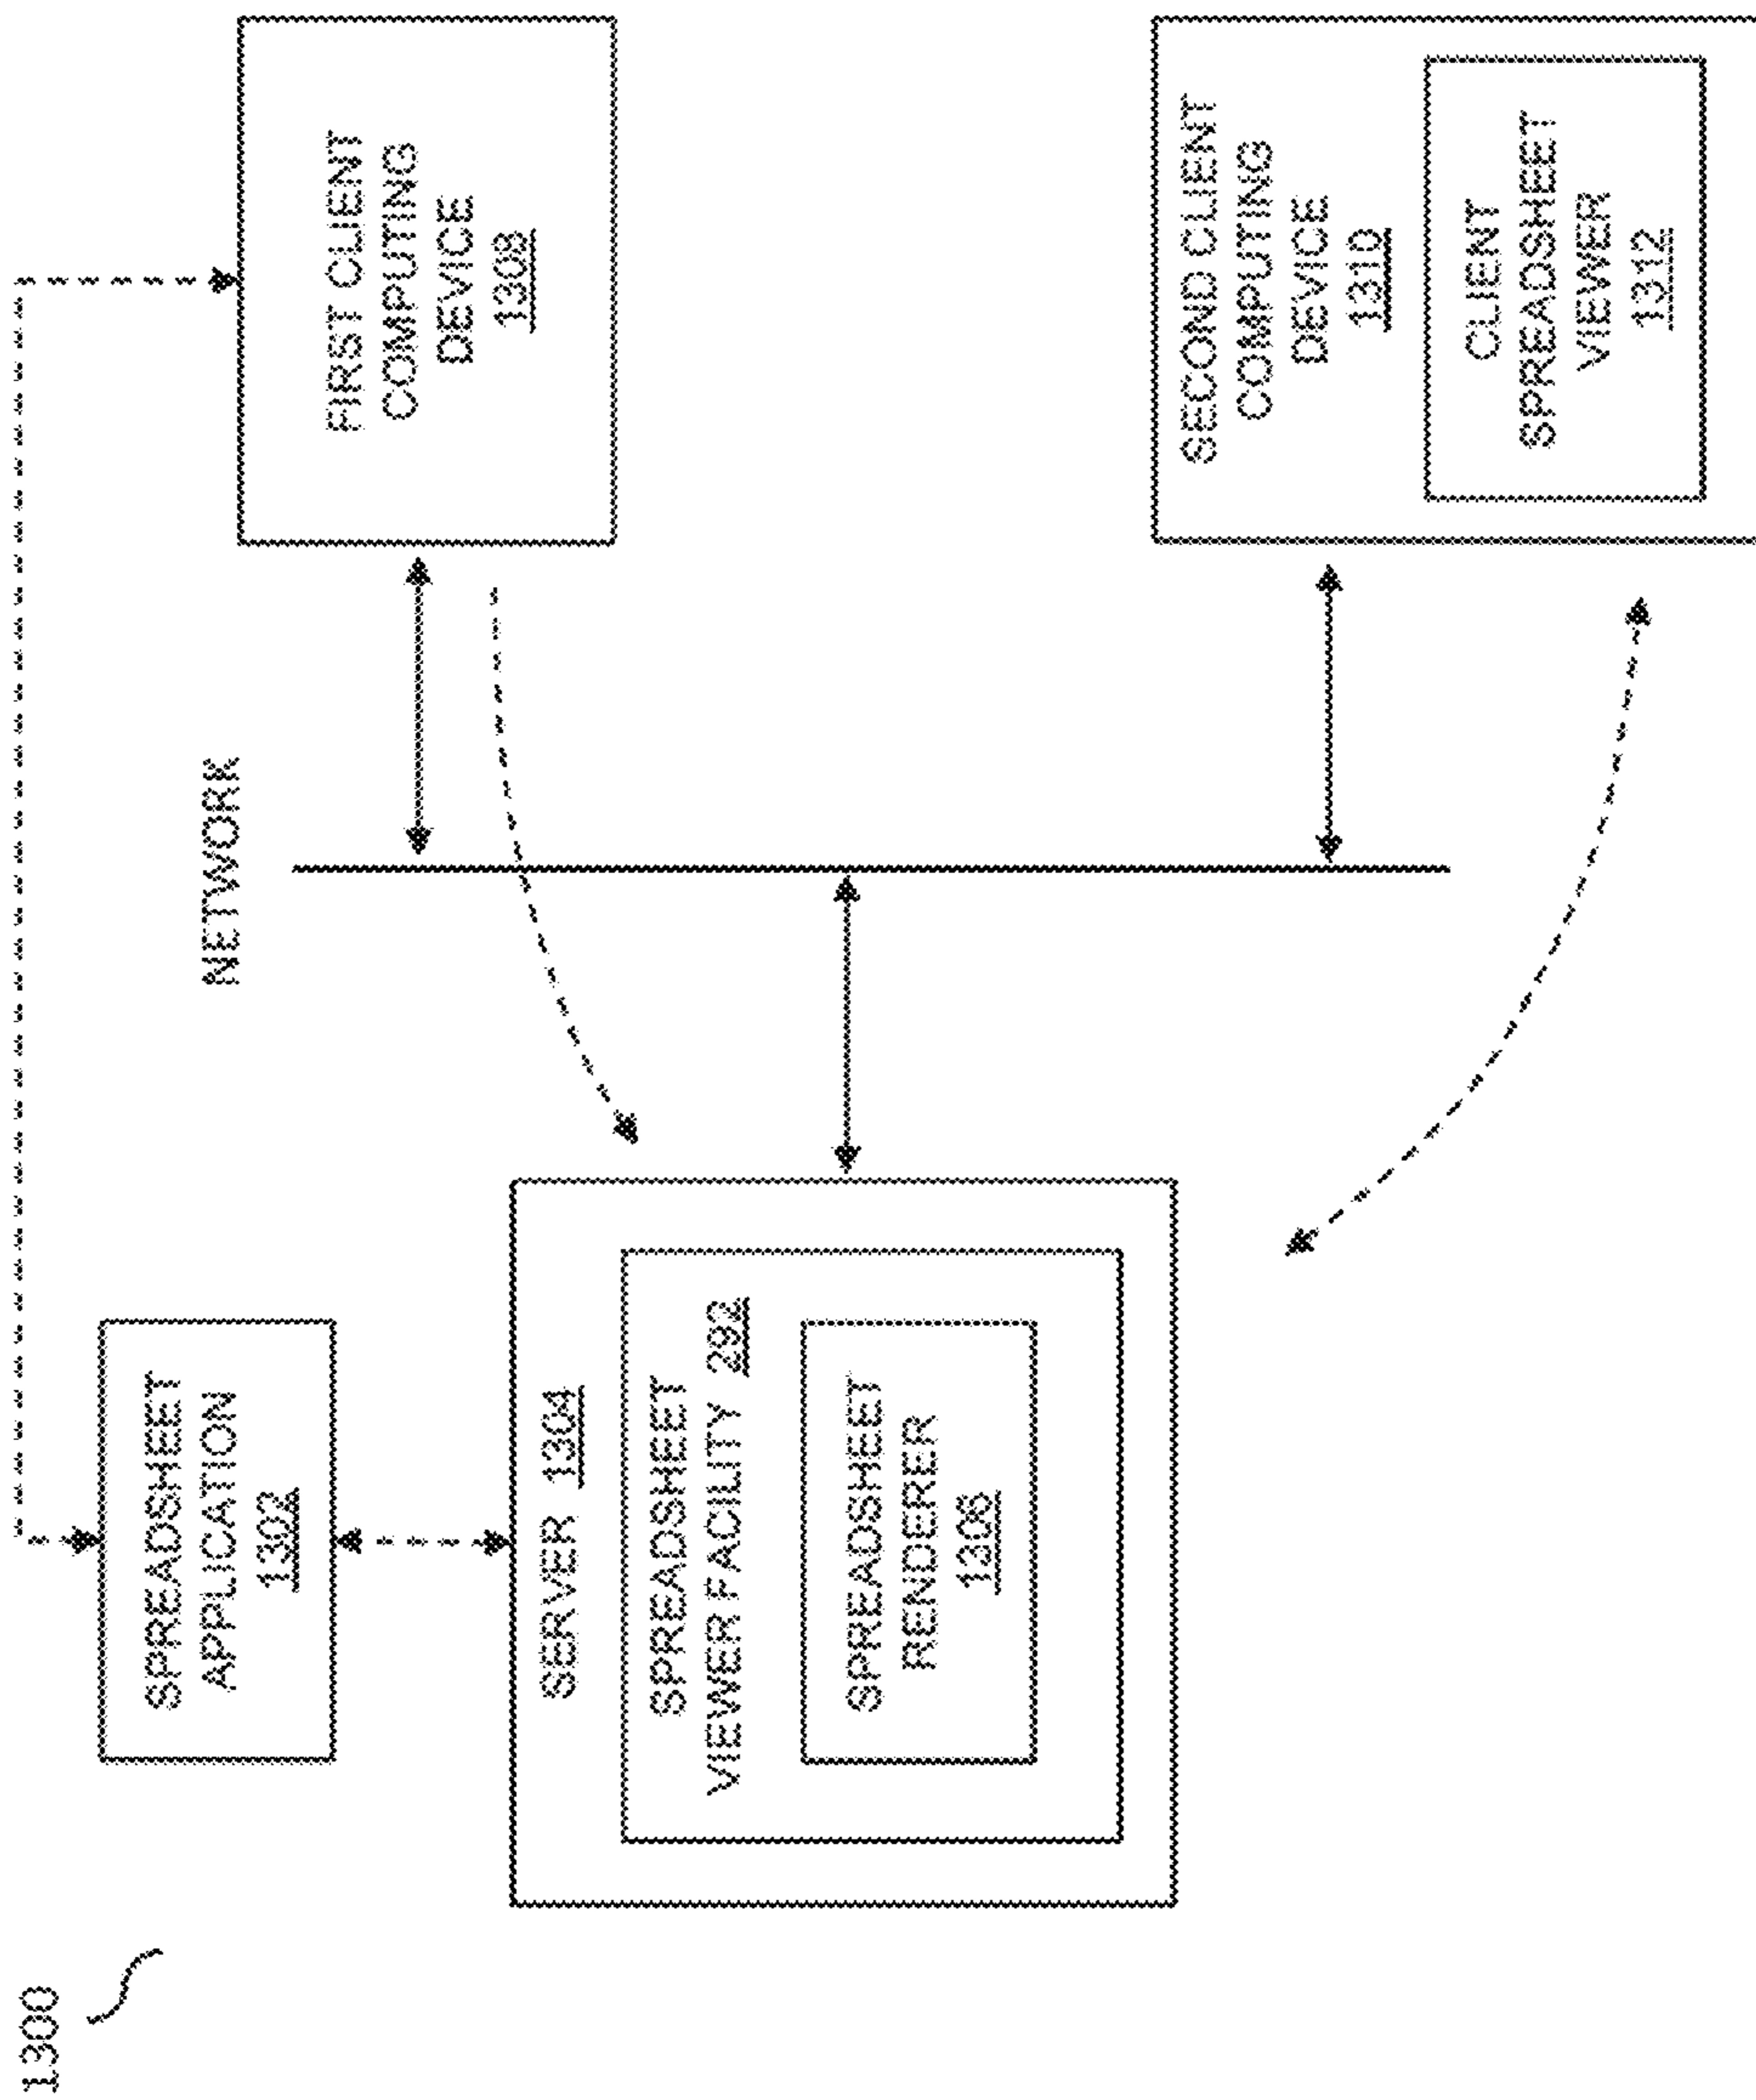 1300
SPREADSHEET
APPLICATION
1302
SERVER 1304
SPREADSHEET
VIEWER FACILITY 292
SPREADSHEET
RENDERER
1306
NETWORK
FIRST CLIENT
COMPUTING
DEVICE
1308
SECOND CLIENT
COMPUTING
DEVICE
1310
CLIENT
SPREADSHEET
VIEWER
1312